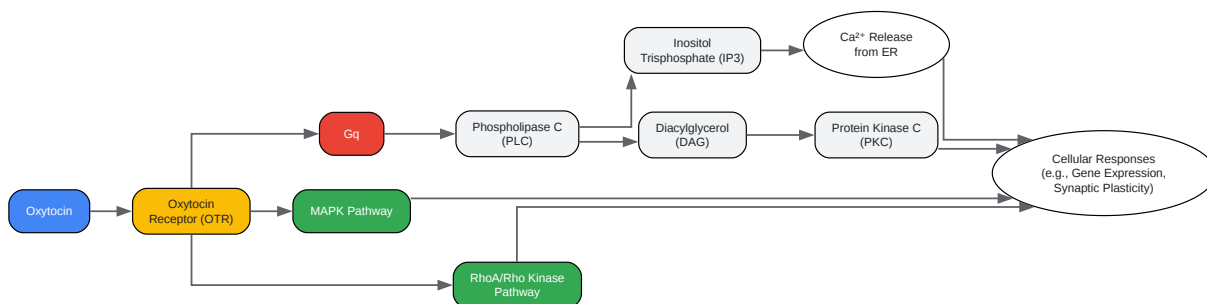 Inositol
Trisphosphate (IP3)
Ca²⁺ Release
from ER
Gq
Phospholipase C
(PLC)
Diacylglycerol
(DAG)
Protein Kinase C
(PKC)
Cellular Responses
(e.g., Gene Expression,
Synaptic Plasticity)
Oxytocin
Oxytocin
Receptor (OTR)
MAPK Pathway
RhoA/Rho Kinase
Pathway